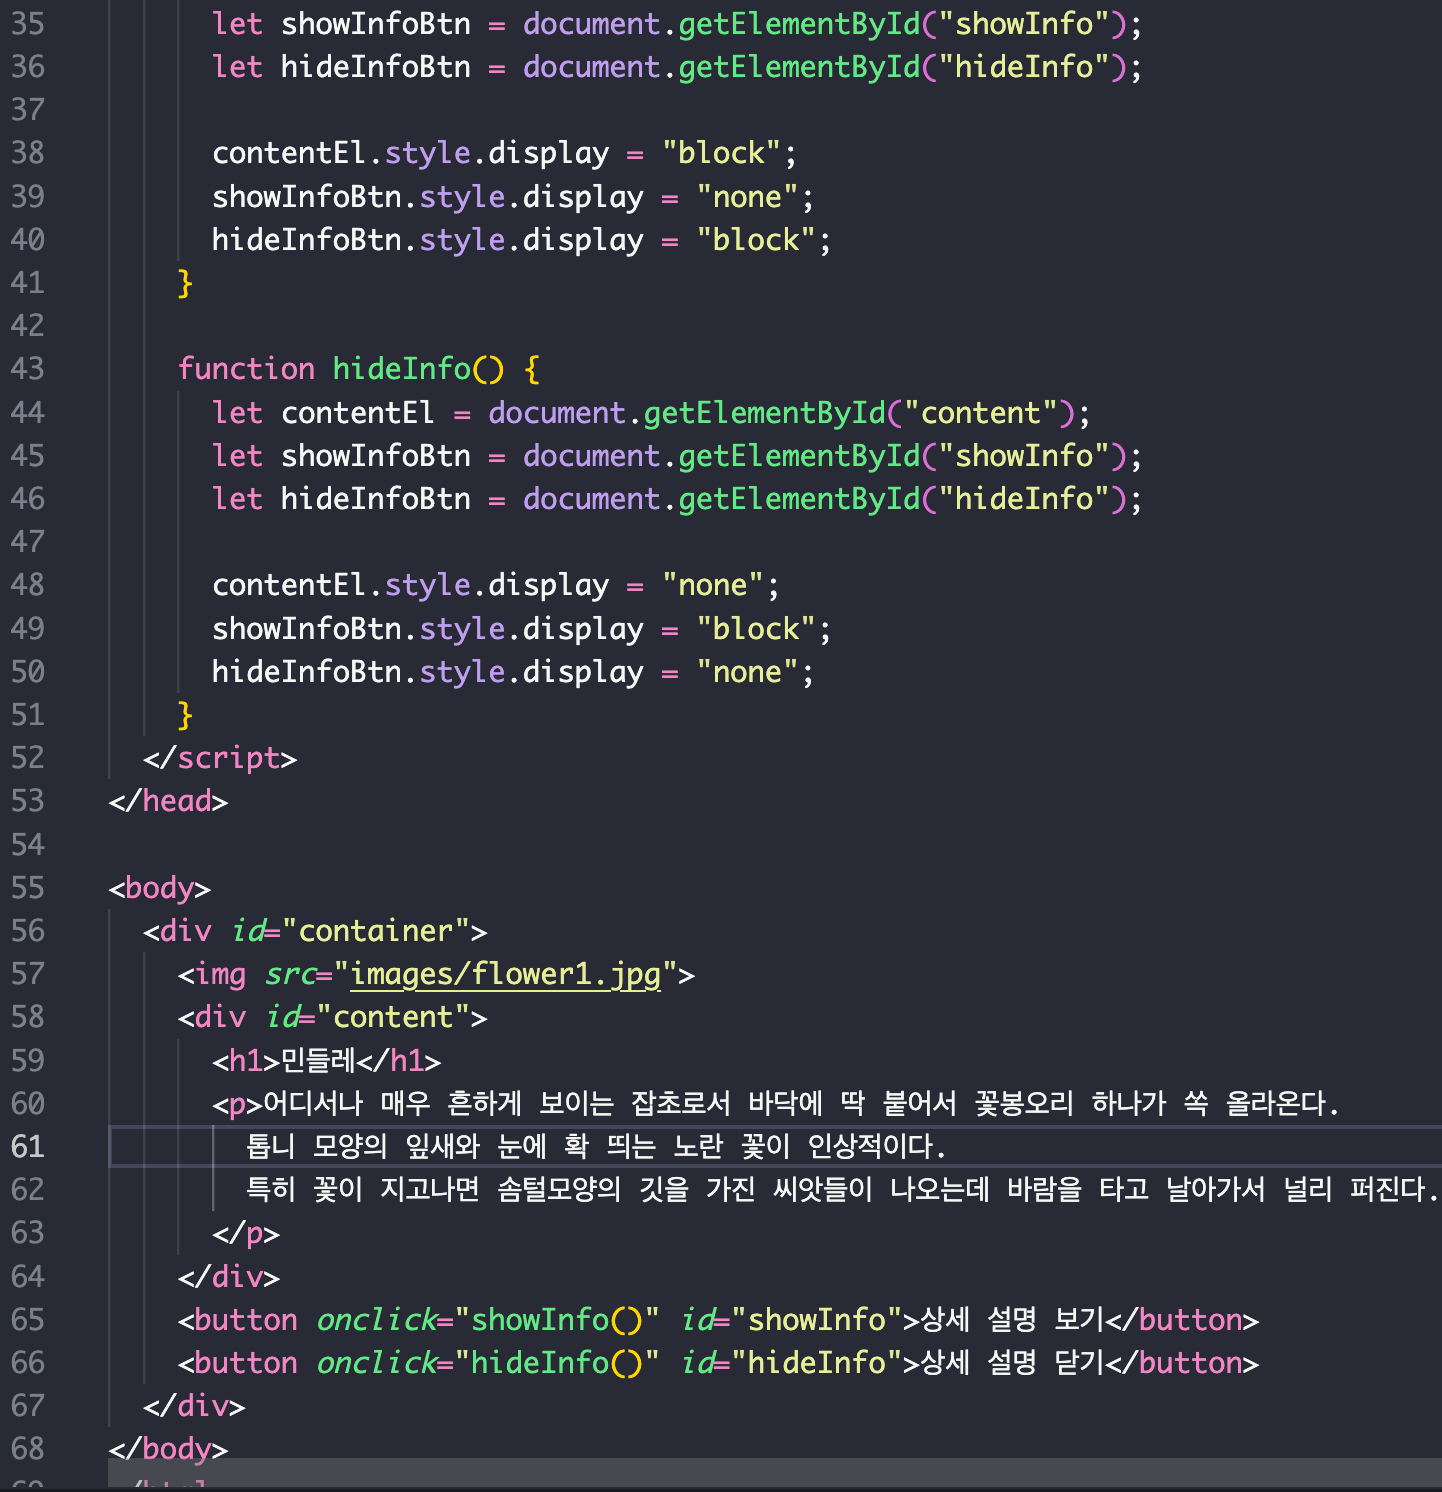 35 let showInfoBtn = document.getElementById("showInfo");
36 let hideInfoBtn = document.getElementById("hideInfo");
37
38 contentEl.style.display = "block";
39 showInfoBtn.style.display = "none";
40 hideInfoBtn.style.display = "block";
41 }
42
43 function hideInfo() {
44 let contentEl = document.getElementById("content");
45 let showInfoBtn = document.getElementById("showInfo");
46 let hideInfoBtn = document.getElementById("hideInfo");
47
48 contentEl.style.display = "none";
49 showInfoBtn.style.display = "block";
50 hideInfoBtn.style.display = "none";
51 }
52 </script>
53 </head>
54
55 <body>
56 <div id="container">
57 <img src="images/flower1.jpg">
58 <div id="content">
59 <h1>민들레</h1>
60 <p>어디서나 매우 흔하게 보이는 잡초로서 바닥에 딱 붙어서 꽃봉오리 하나가 쏙 올라온다.
61 톱니 모양의 잎새와 눈에 확 띄는 노란 꽃이 인상적이다.
62 특히 꽃이 지고나면 솜털모양의 깃을 가진 씨앗들이 나오는데 바람을 타고 날아가서 널리 퍼진다.
63 </p>
64 </div>
65 <button onclick="showInfo()" id="showInfo">상세 설명 보기</button>
66 <button onclick="hideInfo()" id="hideInfo">상세 설명 닫기</button>
67 </div>
68 </body>